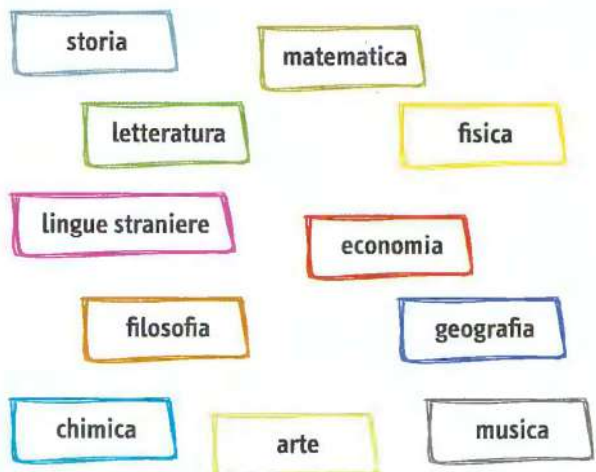 storia
matematica
letteratura
fisica
lingue straniere
economia
filosofia
geografia
chimica
arte
musica